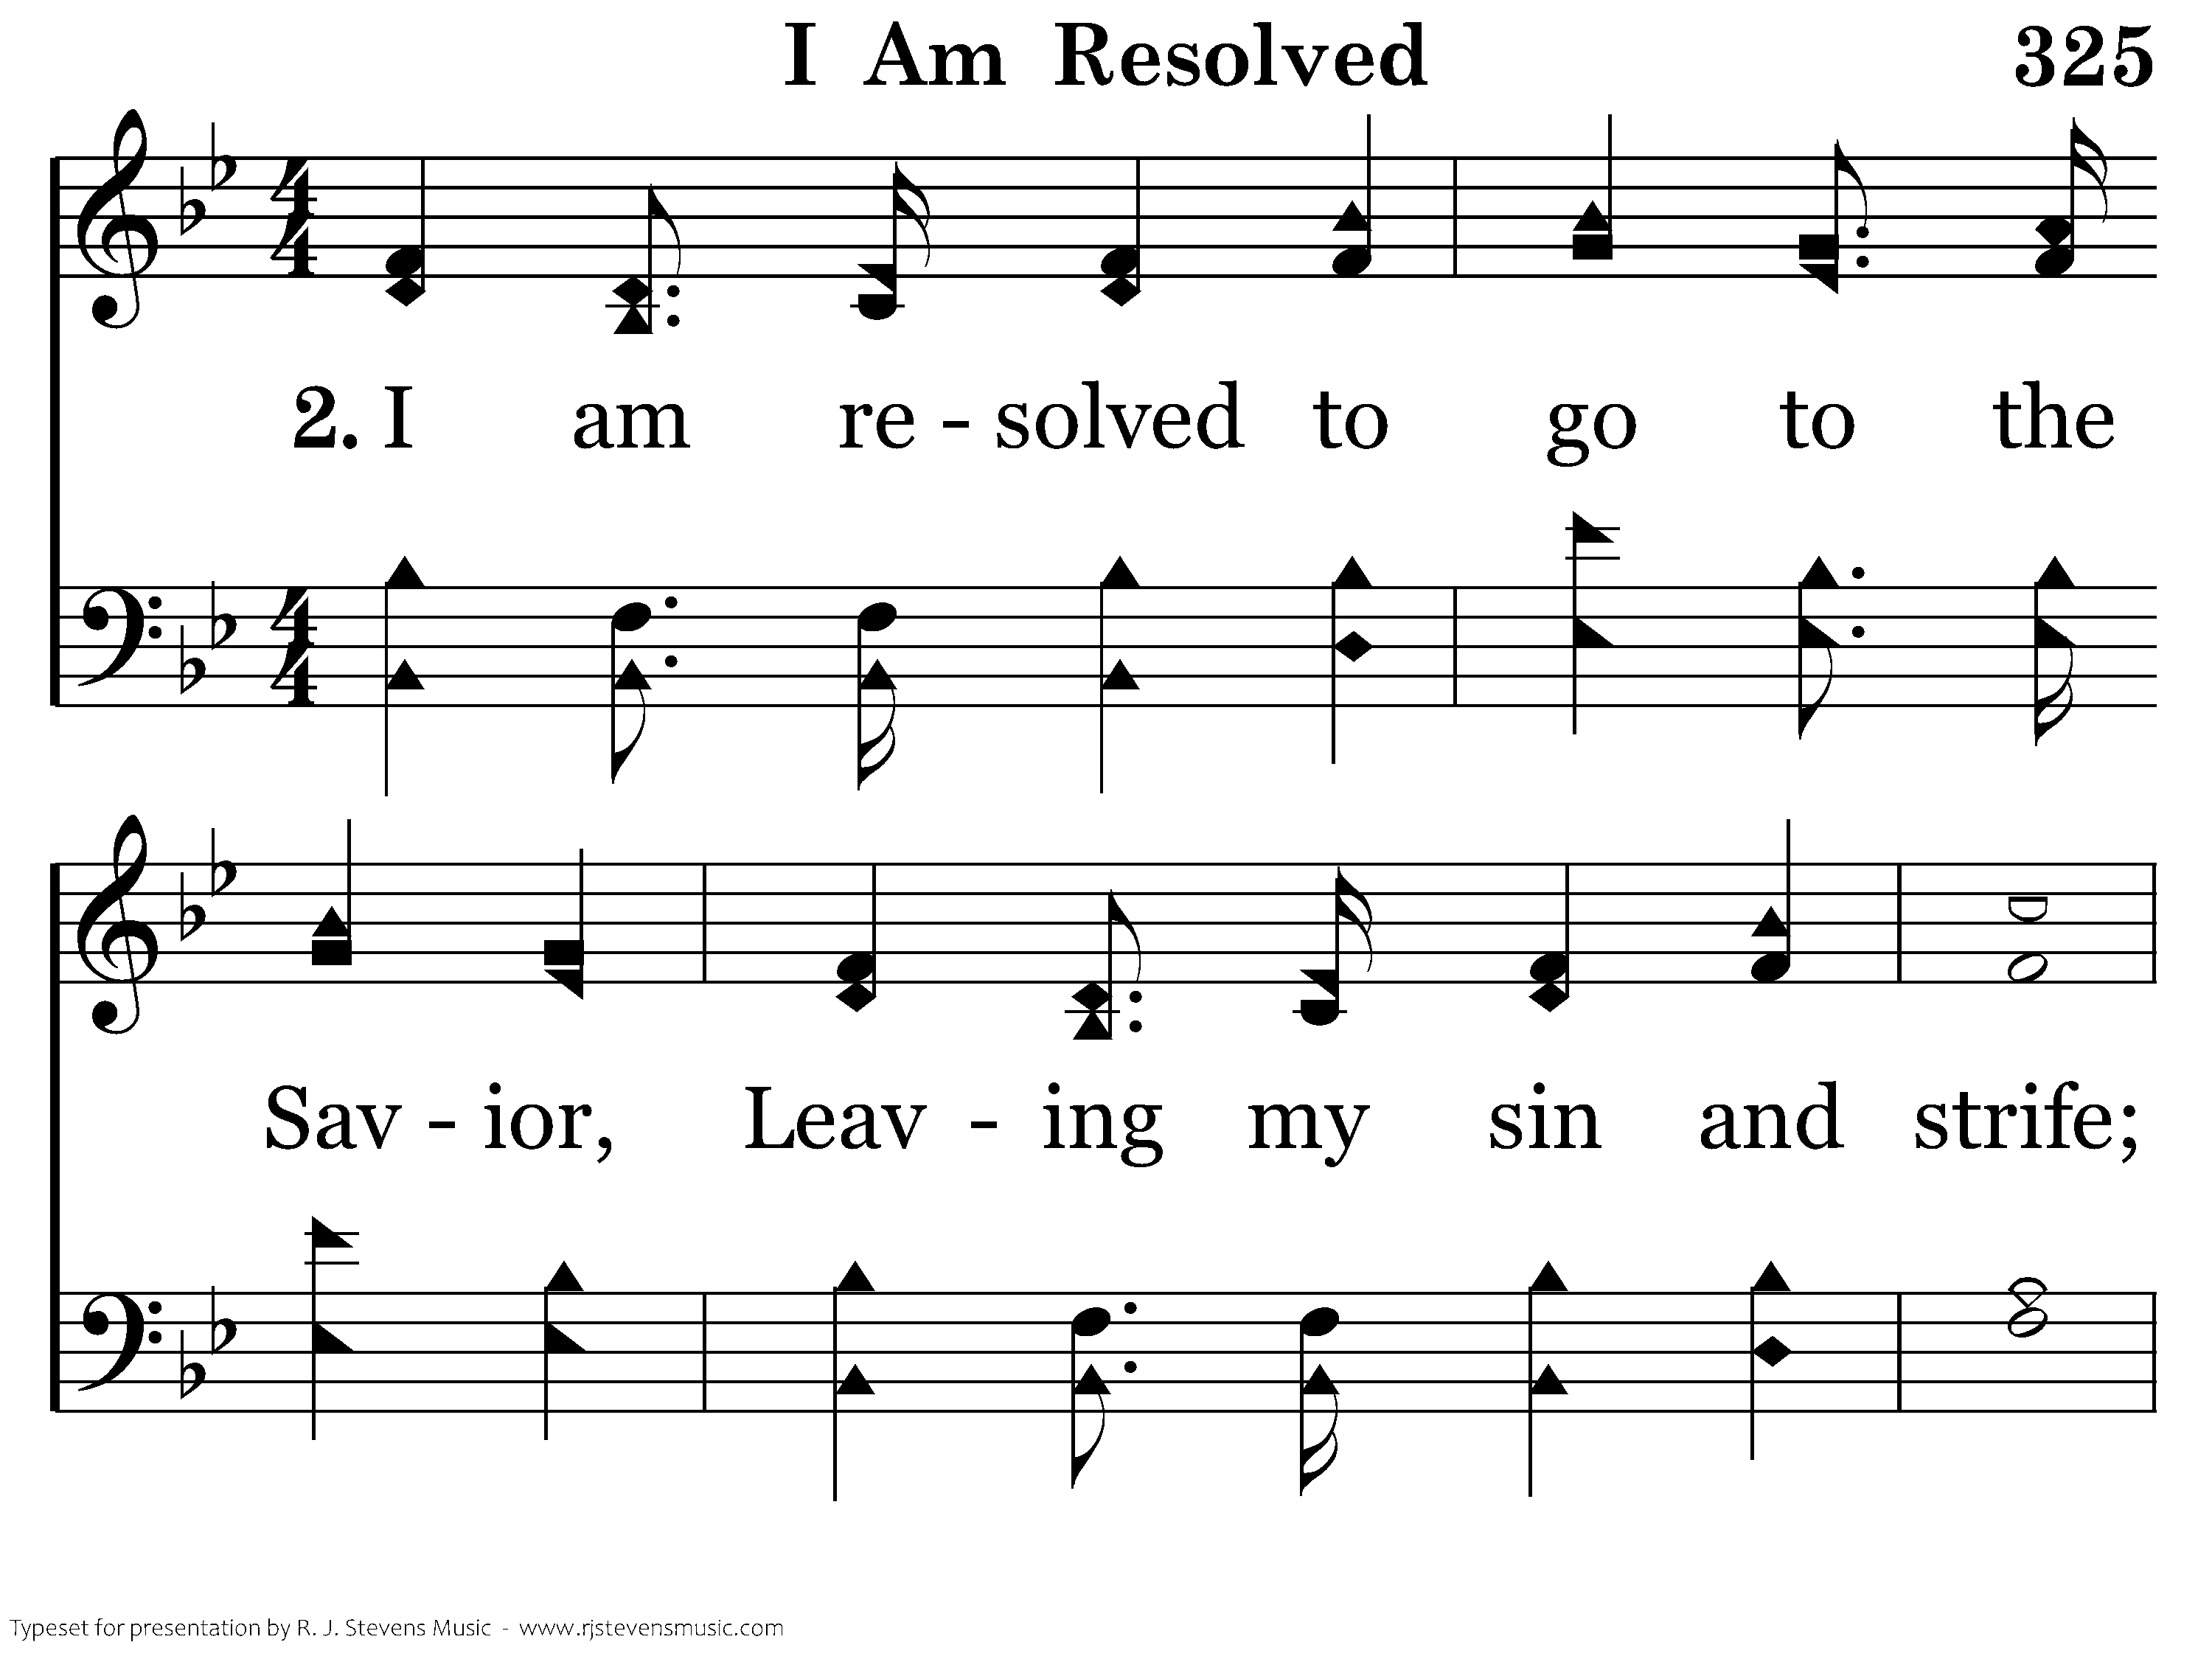 I Am Resolved 325
2. I am re - solved to go to the
Sav - ior, Leav - ing my sin and strife;
Typeset for presentation by R. J. Stevens Music - www.rjstevensmusic.com